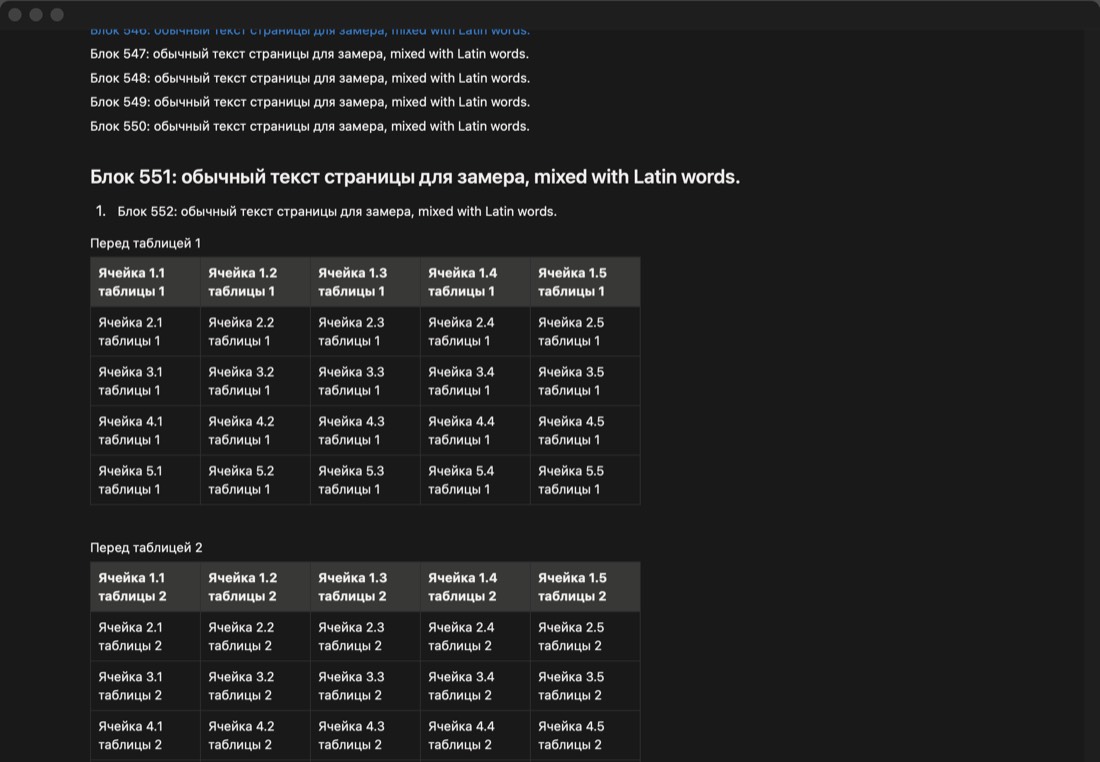 Блок 546: обычный текст страницы для замера, mixed with Latin words.
Блок 547: обычный текст страницы для замера, mixed with Latin words.
Блок 548: обычный текст страницы для замера, mixed with Latin words.
Блок 549: обычный текст страницы для замера, mixed with Latin words.
Блок 550: обычный текст страницы для замера, mixed with Latin words.
Блок 551: обычный текст страницы для замера, mixed with Latin words.
1. Блок 552: обычный текст страницы для замера, mixed with Latin words.
Перед таблицей 1
Ячейка 1.1 Ячейка 1.2 Ячейка 1.3 Ячейка 1.4 Ячейка 1.5
таблицы 1 таблицы 1 таблицы 1 таблицы 1 таблицы 1
Ячейка 2.1 Ячейка 2.2 Ячейка 2.3 Ячейка 2.4 Ячейка 2.5
таблицы 1 таблицы 1 таблицы 1 таблицы 1 таблицы 1
Ячейка 3.1 Ячейка 3.2 Ячейка 3.3 Ячейка 3.4 Ячейка 3.5
таблицы 1 таблицы 1 таблицы 1 таблицы 1 таблицы 1
Ячейка 4.1 Ячейка 4.2 Ячейка 4.3 Ячейка 4.4 Ячейка 4.5
таблицы 1 таблицы 1 таблицы 1 таблицы 1 таблицы 1
Ячейка 5.1 Ячейка 5.2 Ячейка 5.3 Ячейка 5.4 Ячейка 5.5
таблицы 1 таблицы 1 таблицы 1 таблицы 1 таблицы 1
Перед таблицей 2
Ячейка 1.1 Ячейка 1.2 Ячейка 1.3 Ячейка 1.4 Ячейка 1.5
таблицы 2 таблицы 2 таблицы 2 таблицы 2 таблицы 2
Ячейка 2.1 Ячейка 2.2 Ячейка 2.3 Ячейка 2.4 Ячейка 2.5
таблицы 2 таблицы 2 таблицы 2 таблицы 2 таблицы 2
Ячейка 3.1 Ячейка 3.2 Ячейка 3.3 Ячейка 3.4 Ячейка 3.5
таблицы 2 таблицы 2 таблицы 2 таблицы 2 таблицы 2
Ячейка 4.1 Ячейка 4.2 Ячейка 4.3 Ячейка 4.4 Ячейка 4.5
таблицы 2 таблицы 2 таблицы 2 таблицы 2 таблицы 2